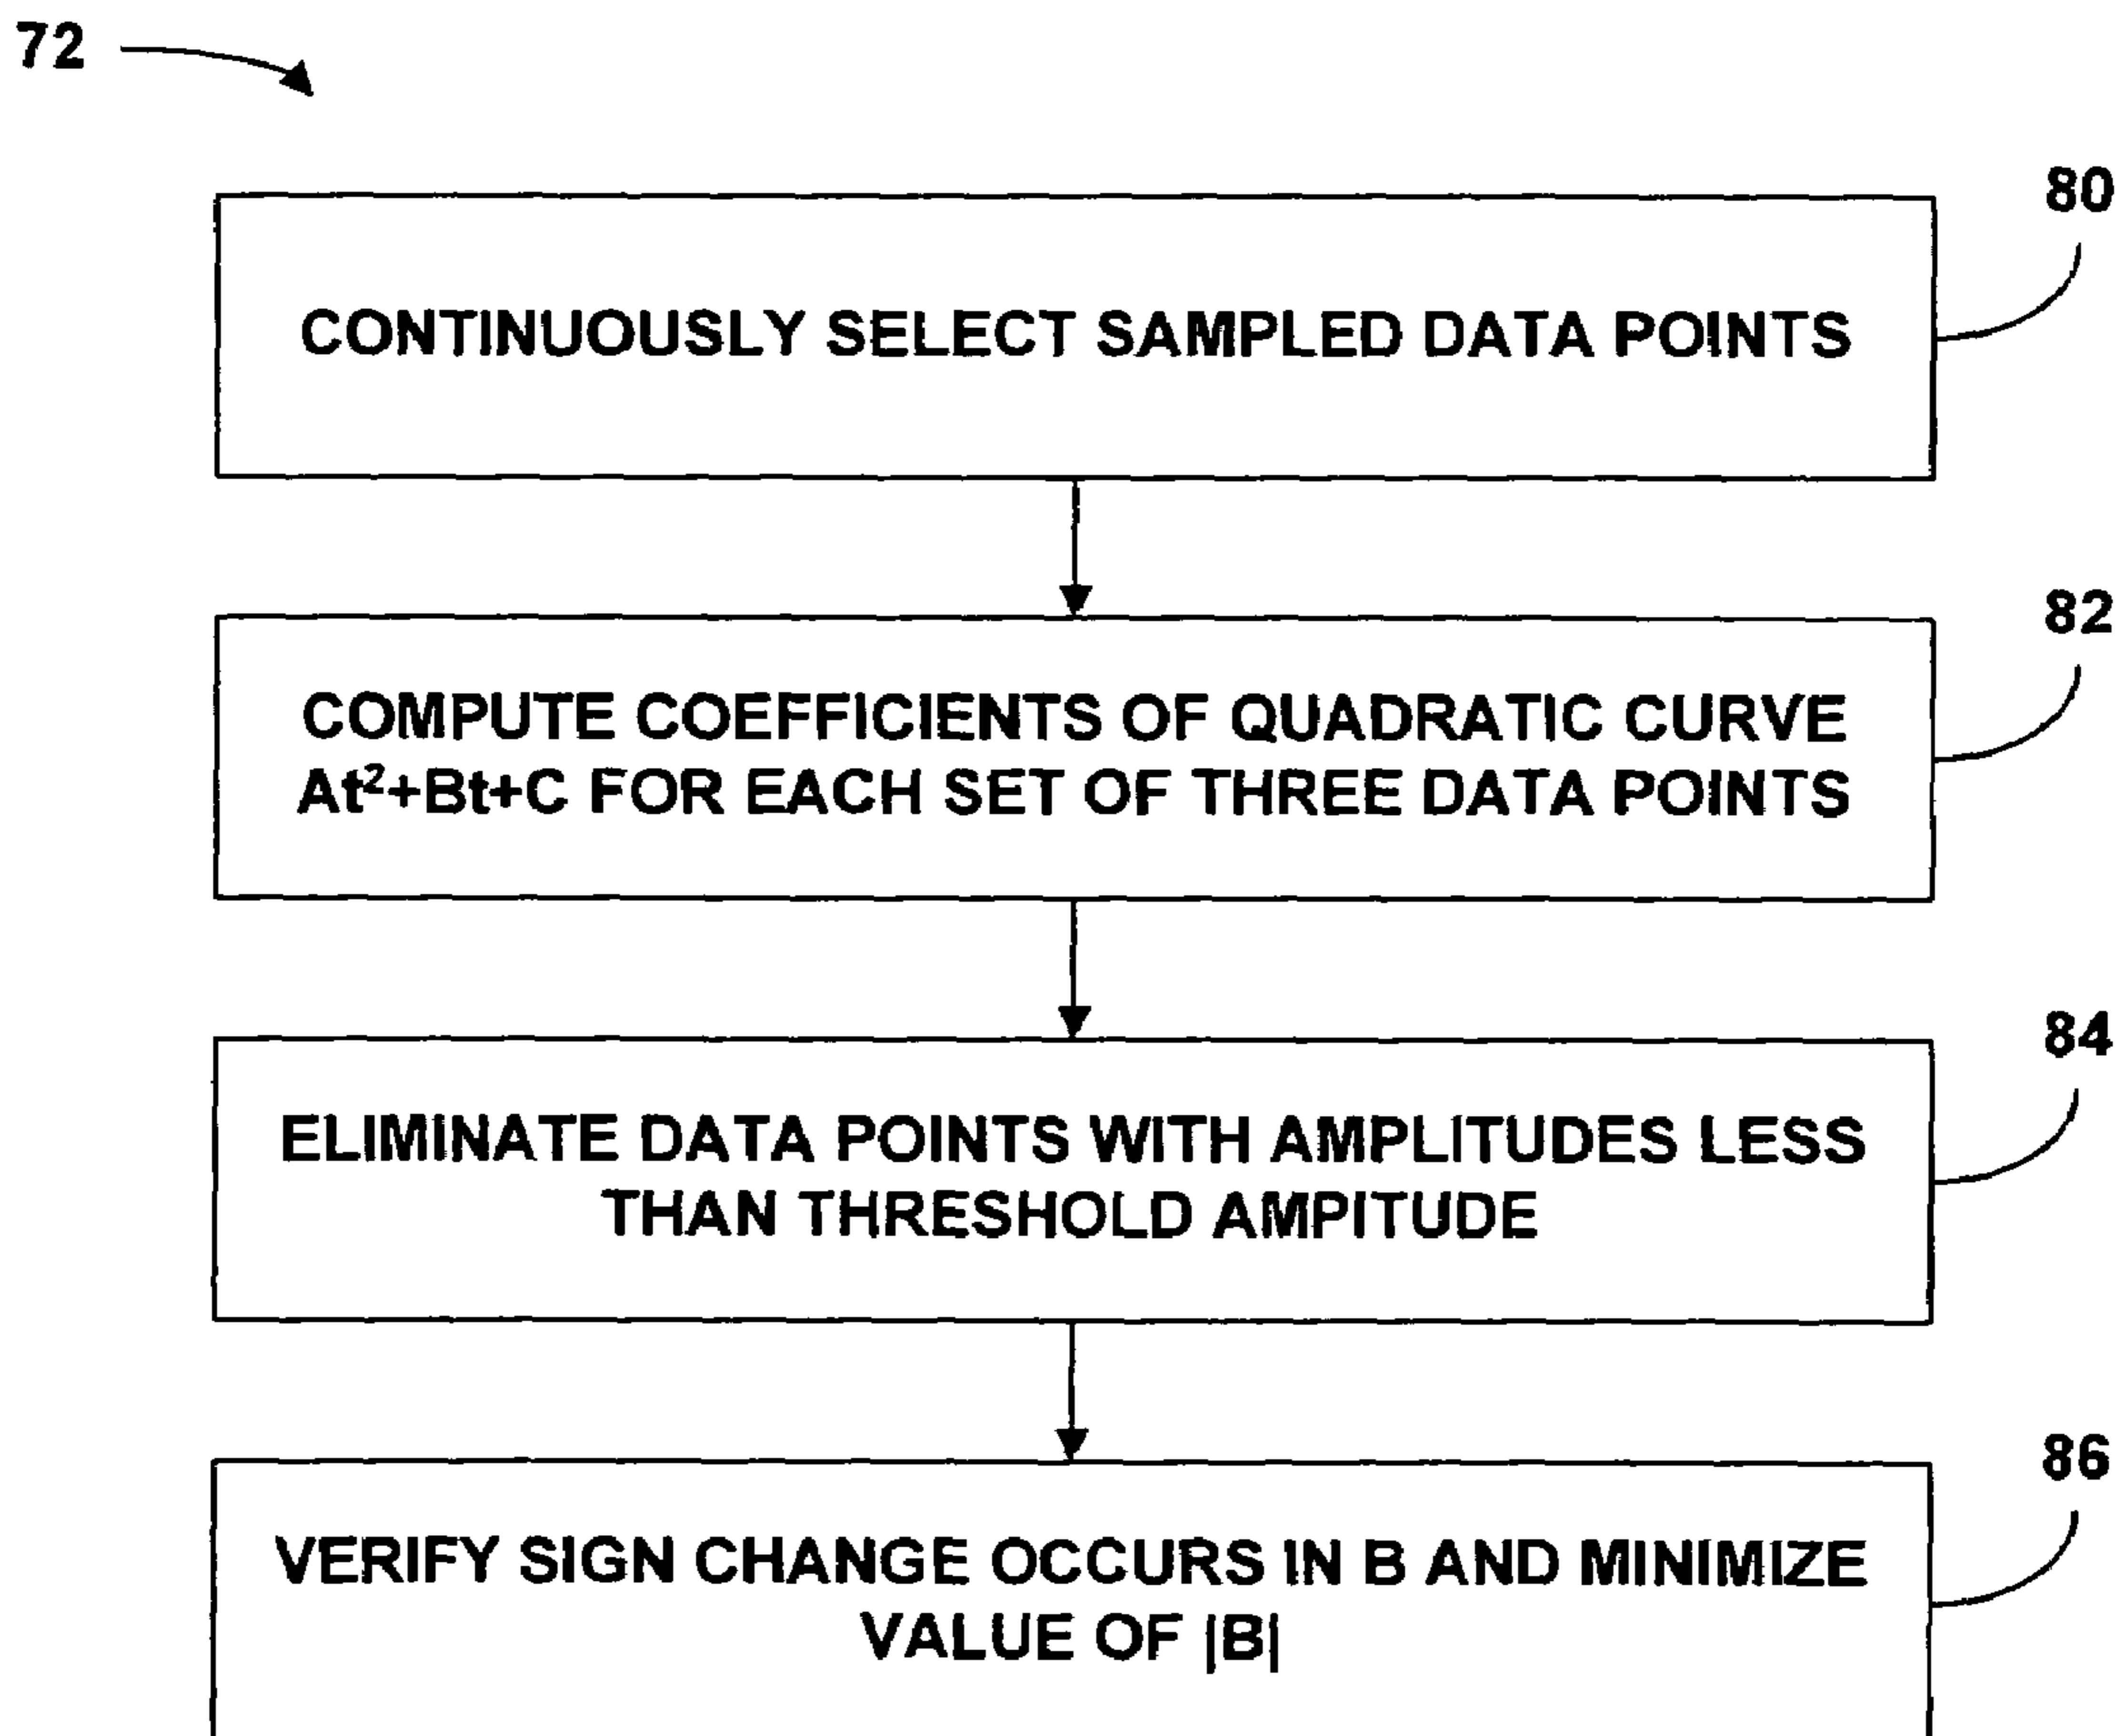 72
80
CONTINUOUSLY SELECT SAMPLED DATA POINTS
82
COMPUTE COEFFICIENTS OF QUADRATIC CURVE
At²+Bt+C FOR EACH SET OF THREE DATA POINTS
84
ELIMINATE DATA POINTS WITH AMPLITUDES LESS
THAN THRESHOLD AMPITUDE
86
VERIFY SIGN CHANGE OCCURS IN B AND MINIMIZE
VALUE OF |B|